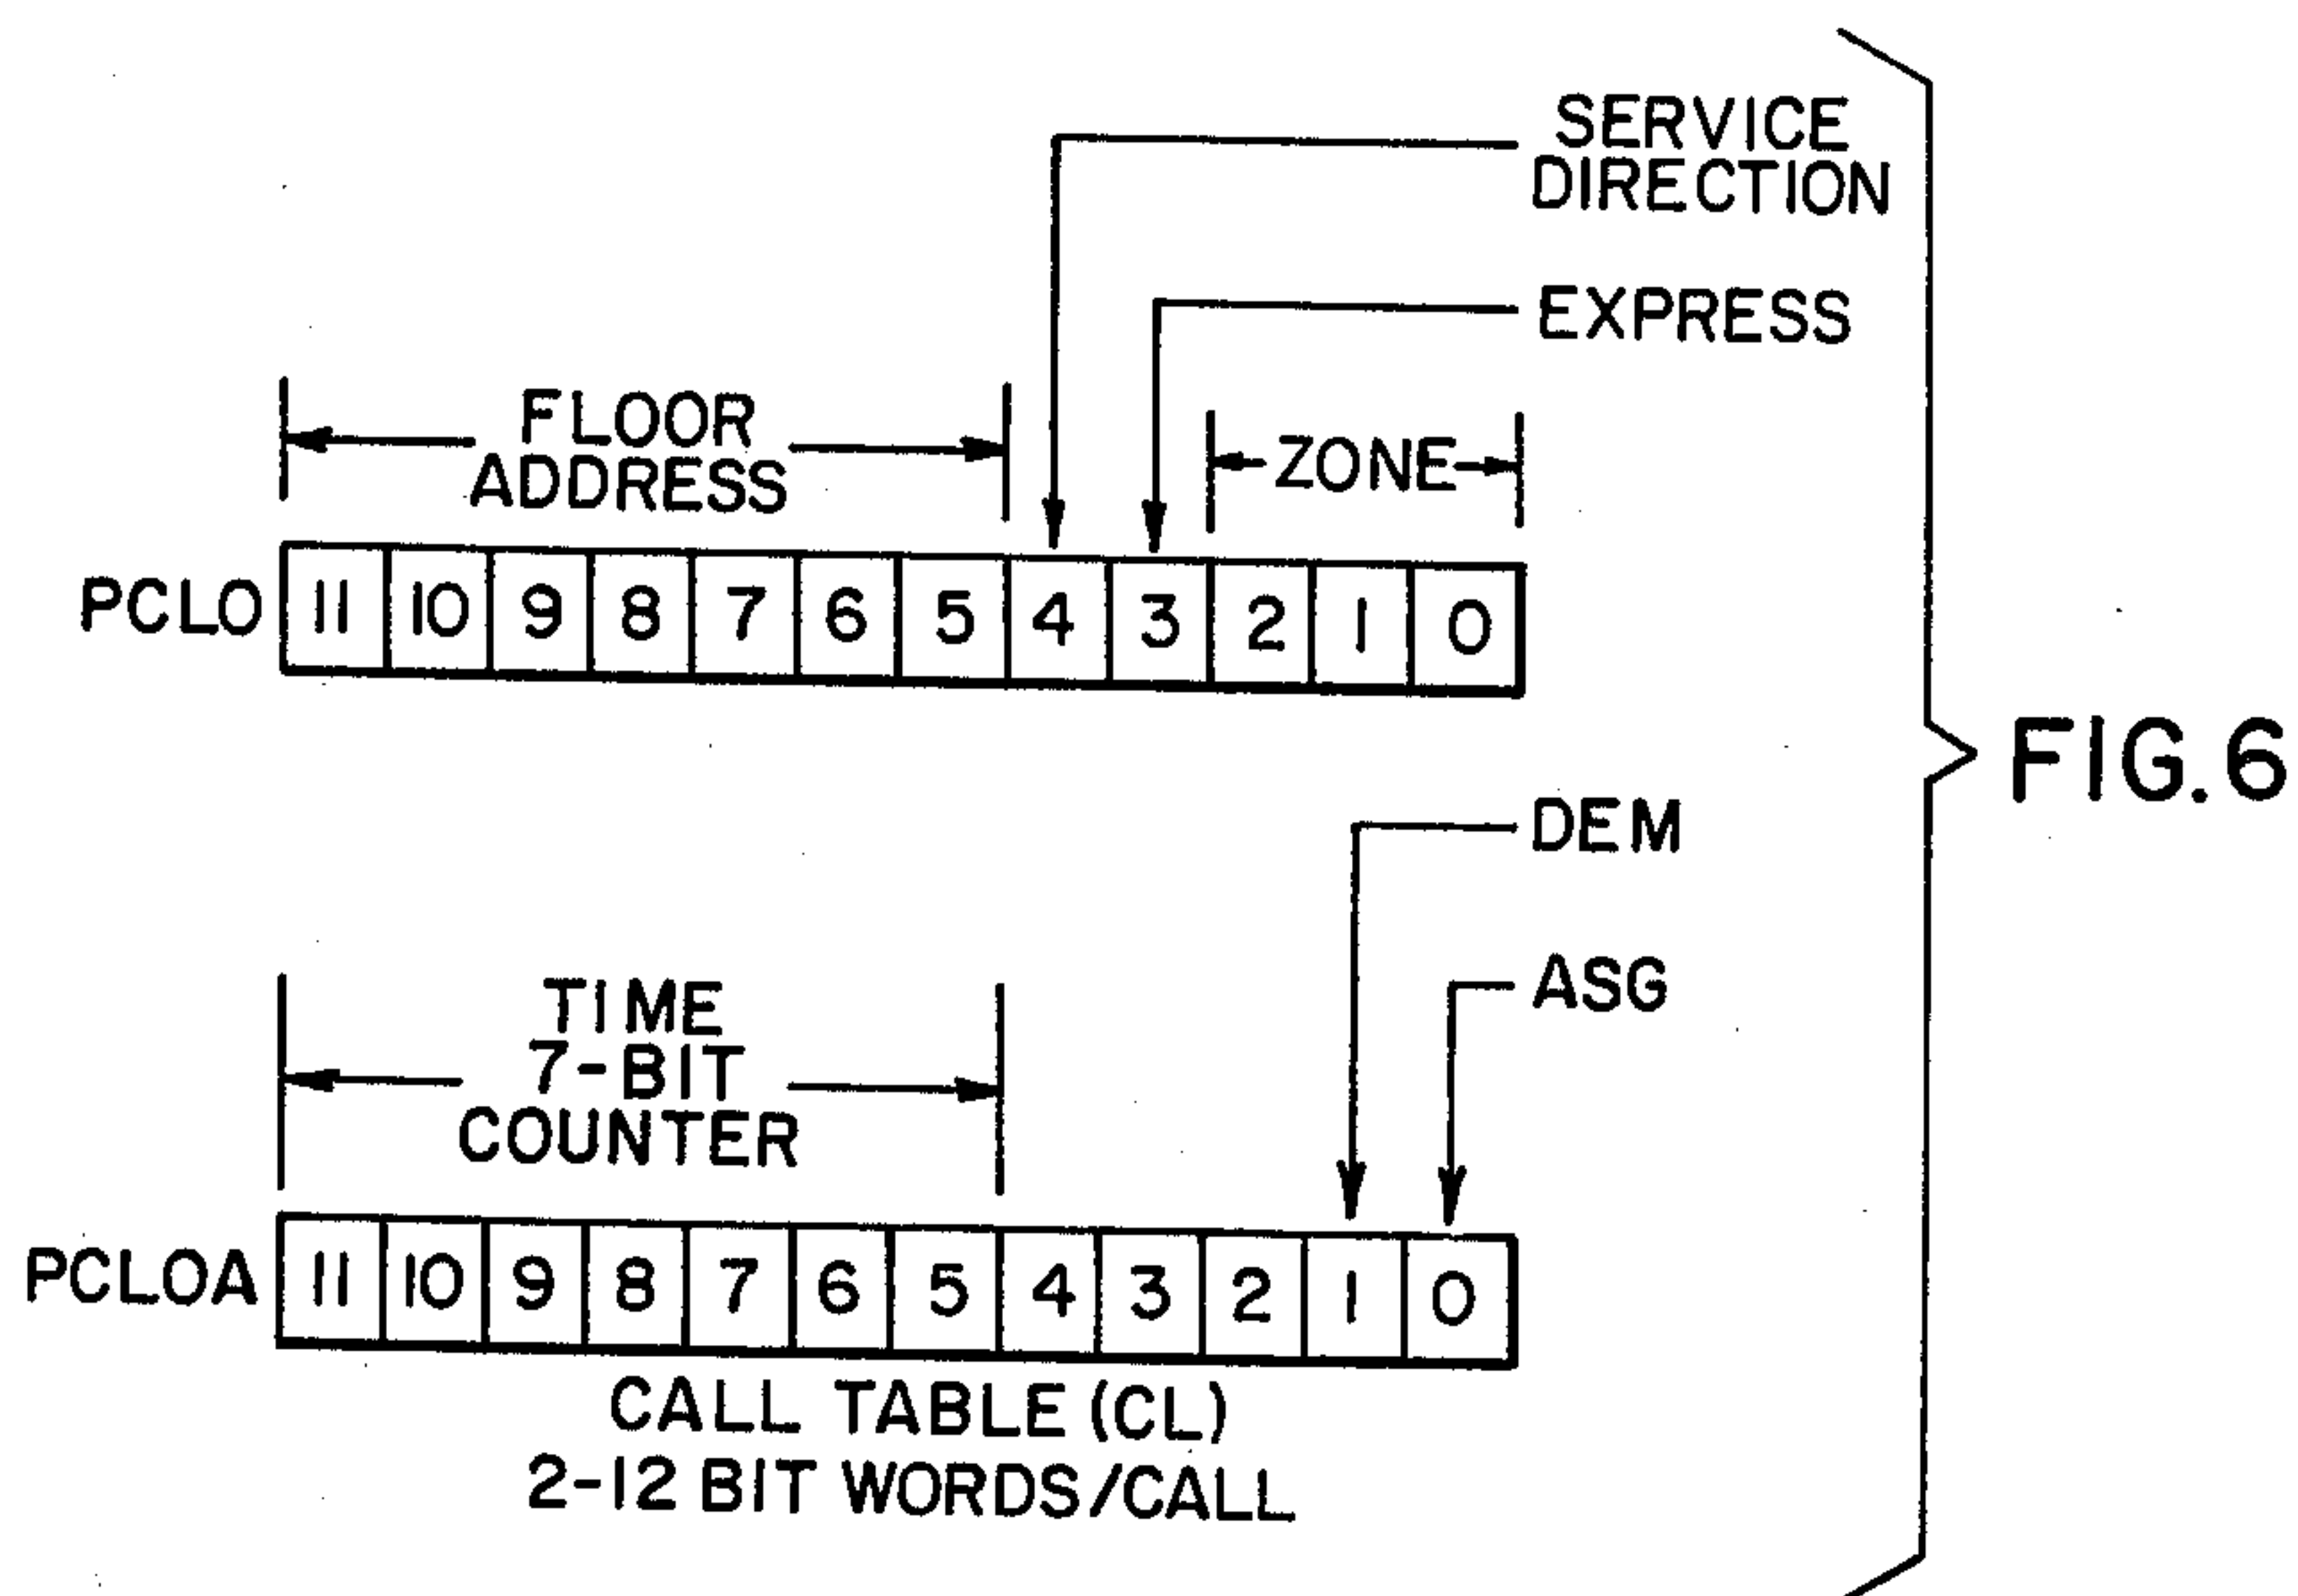 SERVICE
DIRECTION
EXPRESS
FLOOR
ADDRESS
ZONE
PCLO 11 10 9 8 7 6 5 4 3 2 1 0
FIG.6
DEM
ASG
TIME
7-BIT
COUNTER
PCLOA 11 10 9 8 7 6 5 4 3 2 1 0
CALL TABLE (CL)
2-12 BIT WORDS/CALL